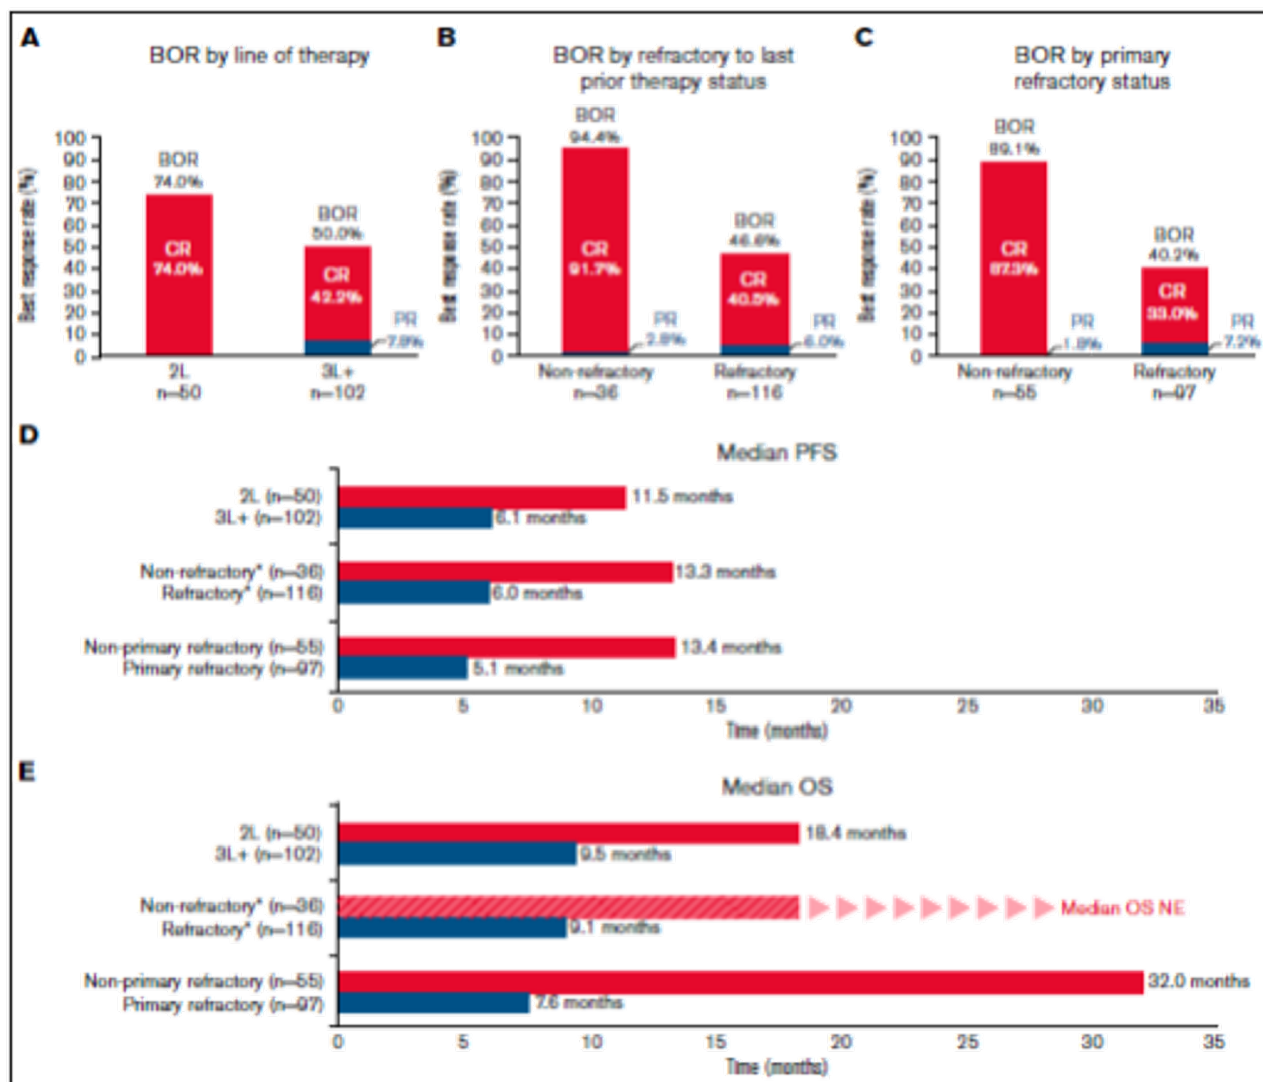 A
BOR by line of therapy
Best response rate (%)
100
90
80
70
60
50
40
30
20
10
0
BOR
74.0%
CR
74.0%
BOR
50.0%
CR
42.2%
PR
7.8%
2L
n=50
3L+
n=102
B
BOR by refractory to last
prior therapy status
Best response rate (%)
100
90
80
70
60
50
40
30
20
10
0
BOR
94.4%
CR
91.7%
PR
2.8%
BOR
46.6%
CR
40.5%
PR
6.0%
Non-refractory
n=36
Refractory
n=116
C
BOR by primary
refractory status
Best response rate (%)
100
90
80
70
60
50
40
30
20
10
0
BOR
89.1%
CR
87.3%
PR
1.8%
BOR
40.2%
CR
33.0%
PR
7.2%
Non-refractory
n=55
Refractory
n=97
D
Median PFS
2L (n=50)
11.5 months
3L+ (n=102)
6.1 months
Non-refractory* (n=36)
13.3 months
Refractory* (n=116)
6.0 months
Non-primary refractory (n=55)
13.4 months
Primary refractory (n=97)
5.1 months
0 5 10 15 20 25 30 35
Time (months)
E
Median OS
2L (n=50)
18.4 months
3L+ (n=102)
9.5 months
Non-refractory* (n=36)
Median OS NE
Refractory* (n=116)
9.1 months
Non-primary refractory (n=55)
32.0 months
Primary refractory (n=97)
7.6 months
0 5 10 15 20 25 30 35
Time (months)